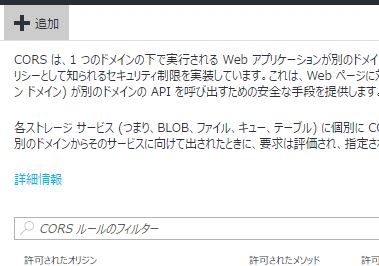 追加
CORS は、1 つのドメインの下で実行される Web アプリケーションが別のドメイ
リシーとして知られるセキュリティ制限を実装しています。これは、Web ページに
ン ドメイン) が別のドメインの API を呼び出すための安全な手段を提供します。
各ストレージ サービス (つまり、BLOB、ファイル、キュー、テーブル) に個別に CO
別のドメインからそのサービスに向けて出されたときに、要求は評価され、指定さ
詳細情報
CORS ルールのフィルター
許可されたオリジン 許可されたメソッド 許可